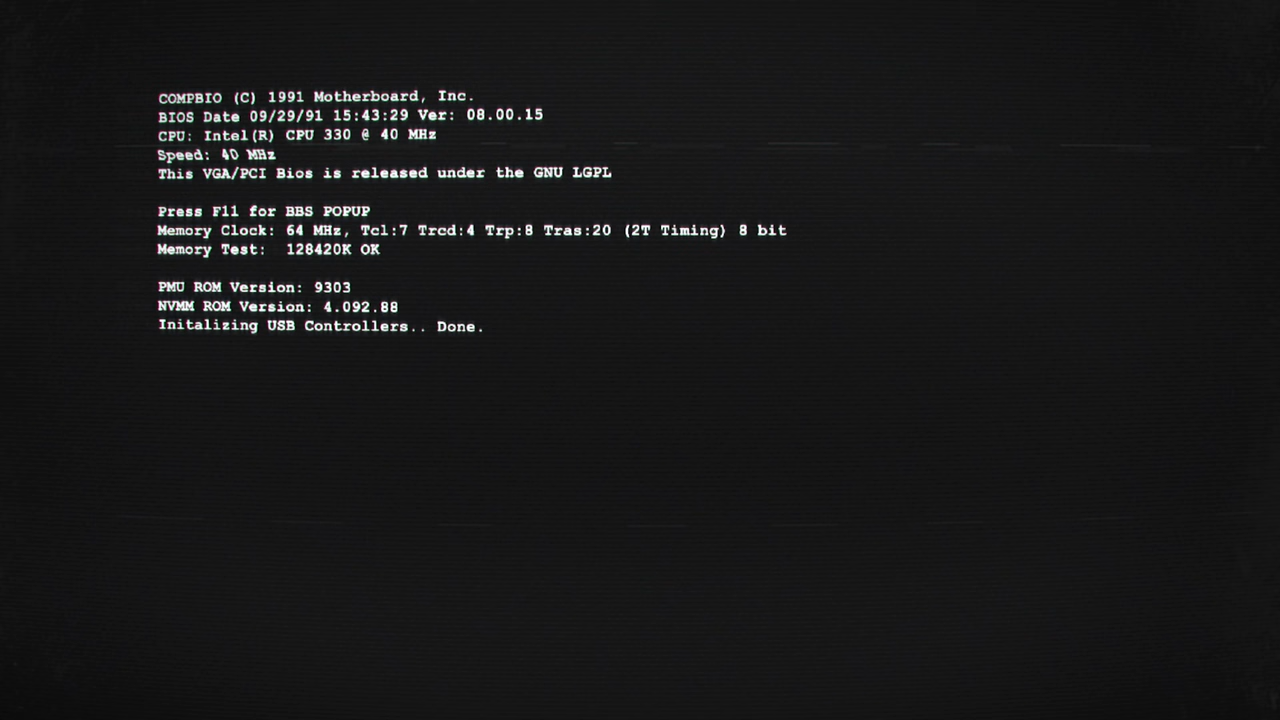 COMPBIO (C) 1991 Motherboard, Inc.
BIOS Date 09/29/91 15:43:29 Ver: 08.00.15
CPU: Intel(R) CPU 330 @ 40 MHz
Speed: 40 MHz
This VGA/PCI Bios is released under the GNU LGPL
Press F11 for BBS POPUP
Memory Clock: 64 MHz, Tcl:7 Trcd:4 Trp:8 Tras:20 (2T Timing) 8 bit
Memory Test: 128420K OK
PMU ROM Version: 9303
NVMM ROM Version: 4.092.88
Initalizing USB Controllers.. Done.